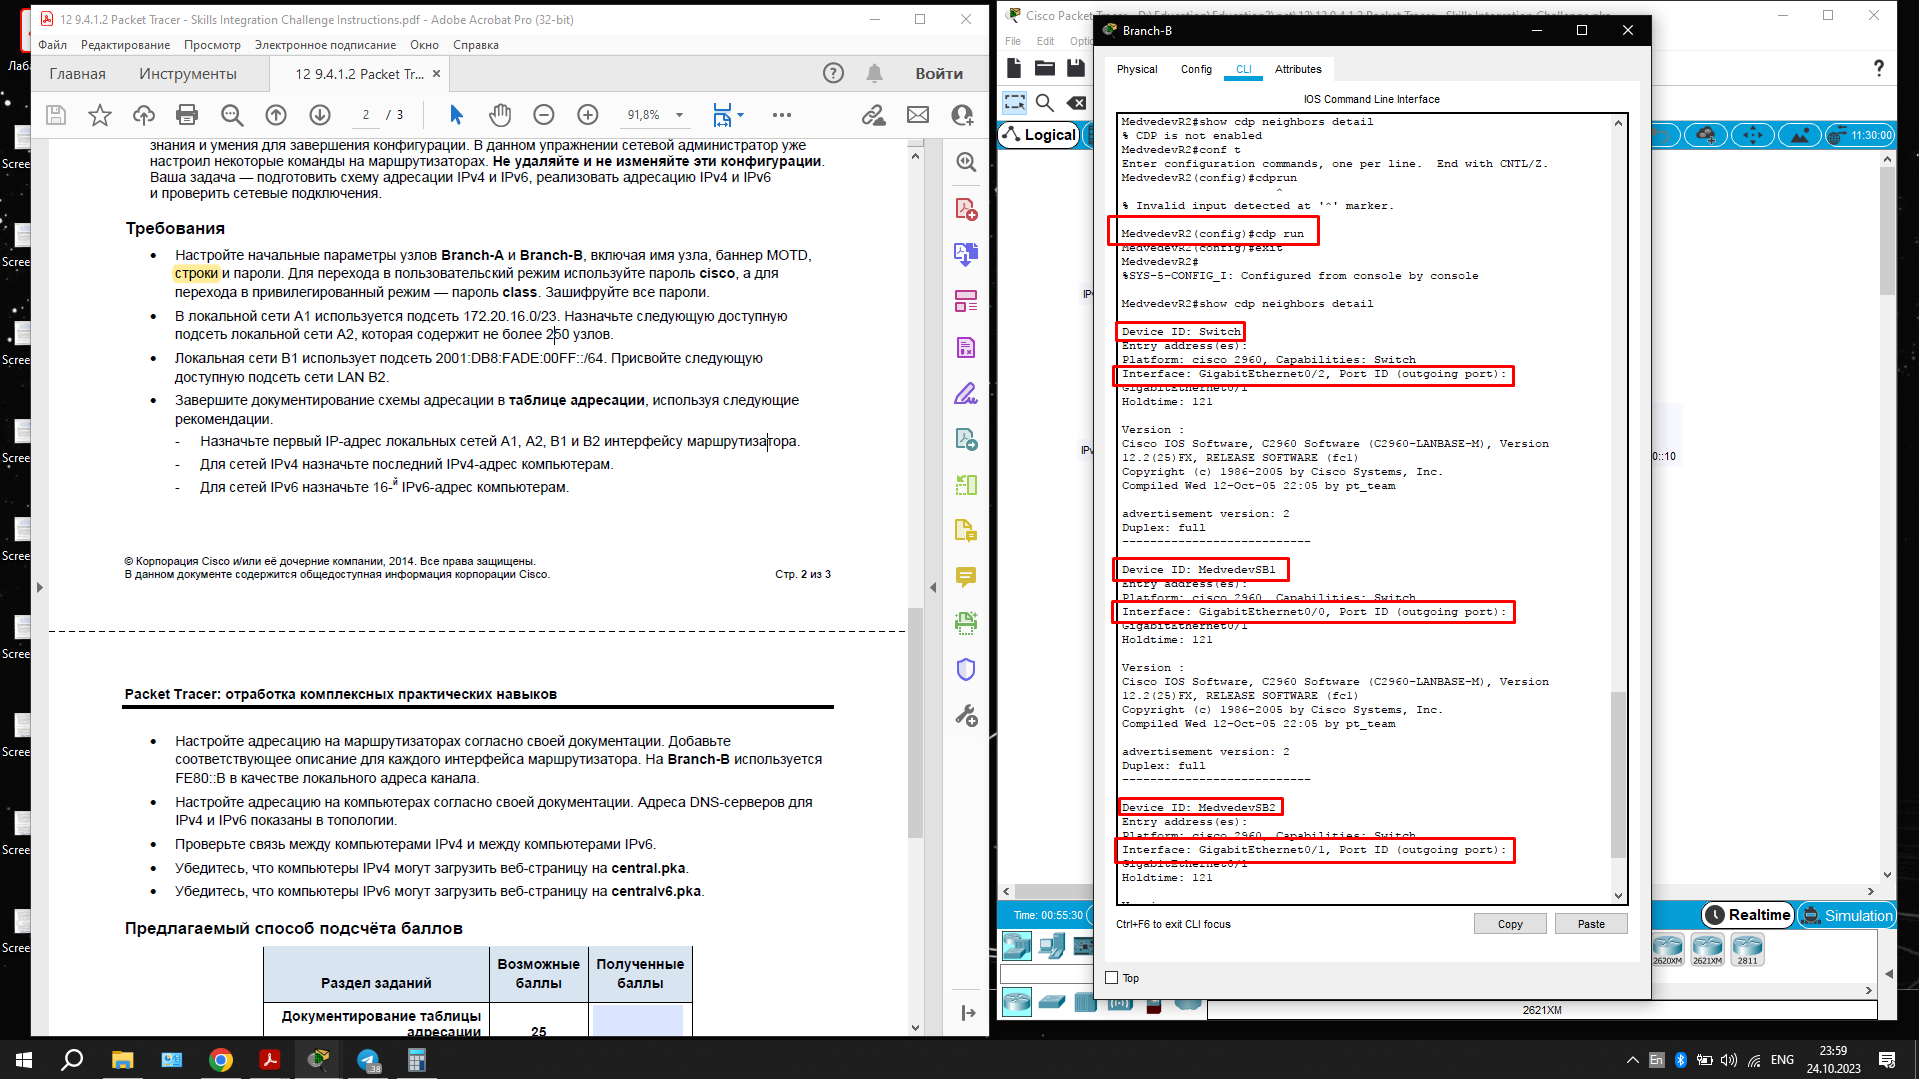 12 9.4.1.2 Packet Tracer - Skills Integration Challenge Instructions.pdf - Adobe Acrobat Pro (32-bit)
Файл Редактирование Просмотр Электронное подписание Окно Справка
Главная Инструменты 12 9.4.1.2 Packet Tr... × Войти
2 / 3 91,8%
знания и умения для завершения конфигурации. В данном упражнении сетевой администратор уже
настроил некоторые команды на маршрутизаторах. Не удаляйте и не изменяйте эти конфигурации.
Ваша задача — подготовить схему адресации IPv4 и IPv6, реализовать адресацию IPv4 и IPv6
и проверить сетевые подключения.
Требования
• Настройте начальные параметры узлов Branch-A и Branch-B, включая имя узла, баннер MOTD,
строки и пароли. Для перехода в пользовательский режим используйте пароль cisco, а для
перехода в привилегированный режим — пароль class. Зашифруйте все пароли.
• В локальной сети A1 используется подсеть 172.20.16.0/23. Назначьте следующую доступную
подсеть локальной сети A2, которая содержит не более 250 узлов.
• Локальная сети B1 использует подсеть 2001:DB8:FADE:00FF::/64. Присвойте следующую
доступную подсеть сети LAN B2.
• Завершите документирование схемы адресации в таблице адресации, используя следующие
рекомендации.
- Назначьте первый IP-адрес локальных сетей A1, A2, B1 и B2 интерфейсу маршрутизатора.
- Для сетей IPv4 назначьте последний IPv4-адрес компьютерам.
- Для сетей IPv6 назначьте 16-й IPv6-адрес компьютерам.
© Корпорация Cisco и/или её дочерние компании, 2014. Все права защищены.
В данном документе содержится общедоступная информация корпорации Cisco. Стр. 2 из 3
Packet Tracer: отработка комплексных практических навыков
• Настройте адресацию на маршрутизаторах согласно своей документации. Добавьте
соответствующее описание для каждого интерфейса маршрутизатора. На Branch-B используется
FE80::B в качестве локального адреса канала.
• Настройте адресацию на компьютерах согласно своей документации. Адреса DNS-серверов для
IPv4 и IPv6 показаны в топологии.
• Проверьте связь между компьютерами IPv4 и между компьютерами IPv6.
• Убедитесь, что компьютеры IPv4 могут загрузить веб-страницу на central.pka.
• Убедитесь, что компьютеры IPv6 могут загрузить веб-страницу на centralv6.pka.
Предлагаемый способ подсчёта баллов
Раздел заданий Возможные баллы Полученные баллы
Документирование таблицы адресации 25
File Edit
Logical
11:30:00
IP
IP
0::10
Branch-B
Physical Config CLI Attributes
IOS Command Line Interface
MedvedevR2#show cdp neighbors detail
% CDP is not enabled
MedvedevR2#conf t
Enter configuration commands, one per line. End with CNTL/Z.
MedvedevR2(config)#cdprun
^
% Invalid input detected at '^' marker.
MedvedevR2(config)#cdp run
MedvedevR2(config)#exit
MedvedevR2#
%SYS-5-CONFIG_I: Configured from console by console
MedvedevR2#show cdp neighbors detail
Device ID: Switch
Entry address(es):
Platform: cisco 2960, Capabilities: Switch
Interface: GigabitEthernet0/2, Port ID (outgoing port):
GigabitEthernet0/1
Holdtime: 121
Version :
Cisco IOS Software, C2960 Software (C2960-LANBASE-M), Version
12.2(25)FX, RELEASE SOFTWARE (fc1)
Copyright (c) 1986-2005 by Cisco Systems, Inc.
Compiled Wed 12-Oct-05 22:05 by pt_team
advertisement version: 2
Duplex: full
---------------------------
Device ID: MedvedevSB1
Entry address(es):
Platform: cisco 2960, Capabilities: Switch
Interface: GigabitEthernet0/0, Port ID (outgoing port):
GigabitEthernet0/1
Holdtime: 121
Version :
Cisco IOS Software, C2960 Software (C2960-LANBASE-M), Version
12.2(25)FX, RELEASE SOFTWARE (fc1)
Copyright (c) 1986-2005 by Cisco Systems, Inc.
Compiled Wed 12-Oct-05 22:05 by pt_team
advertisement version: 2
Duplex: full
---------------------------
Device ID: MedvedevSB2
Entry address(es):
Platform: cisco 2960, Capabilities: Switch
Interface: GigabitEthernet0/1, Port ID (outgoing port):
GigabitEthernet0/1
Holdtime: 121
Ctrl+F6 to exit CLI focus Copy Paste
Top
Time: 00:55:30
Realtime Simulation
2620XM 2621XM 2811
2621XM
Scree
Scree
Scree
Scree
Scree
Scree
Scree
Scree
Scree
38
En ENG 23:59
24.10.2023